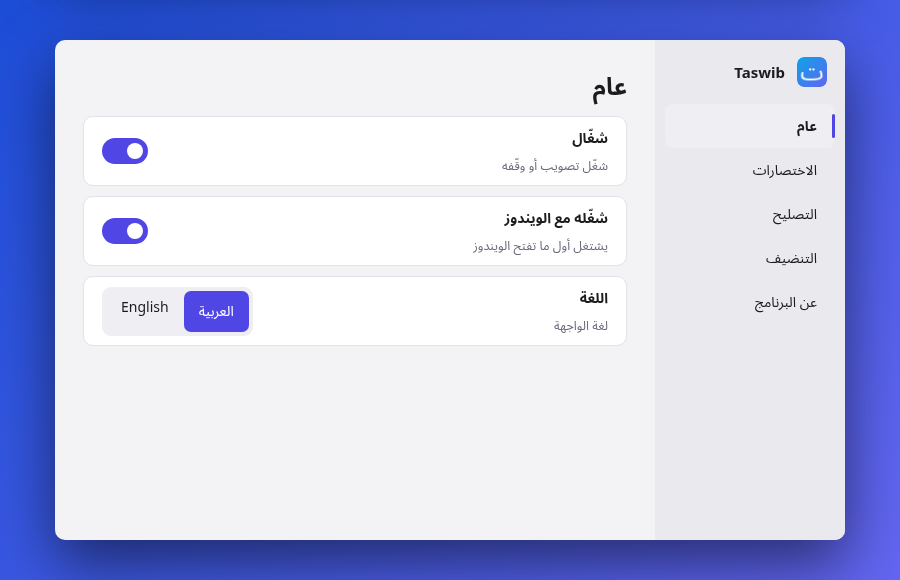 Taswib
عام
الاختصارات
التصليح
التنضيف
عن البرنامج
عام
شغّال
شغّل تصويب أو وقّفه
شغّله مع الويندوز
يشتغل أول ما تفتح الويندوز
اللغة
لغة الواجهة
العربية
English